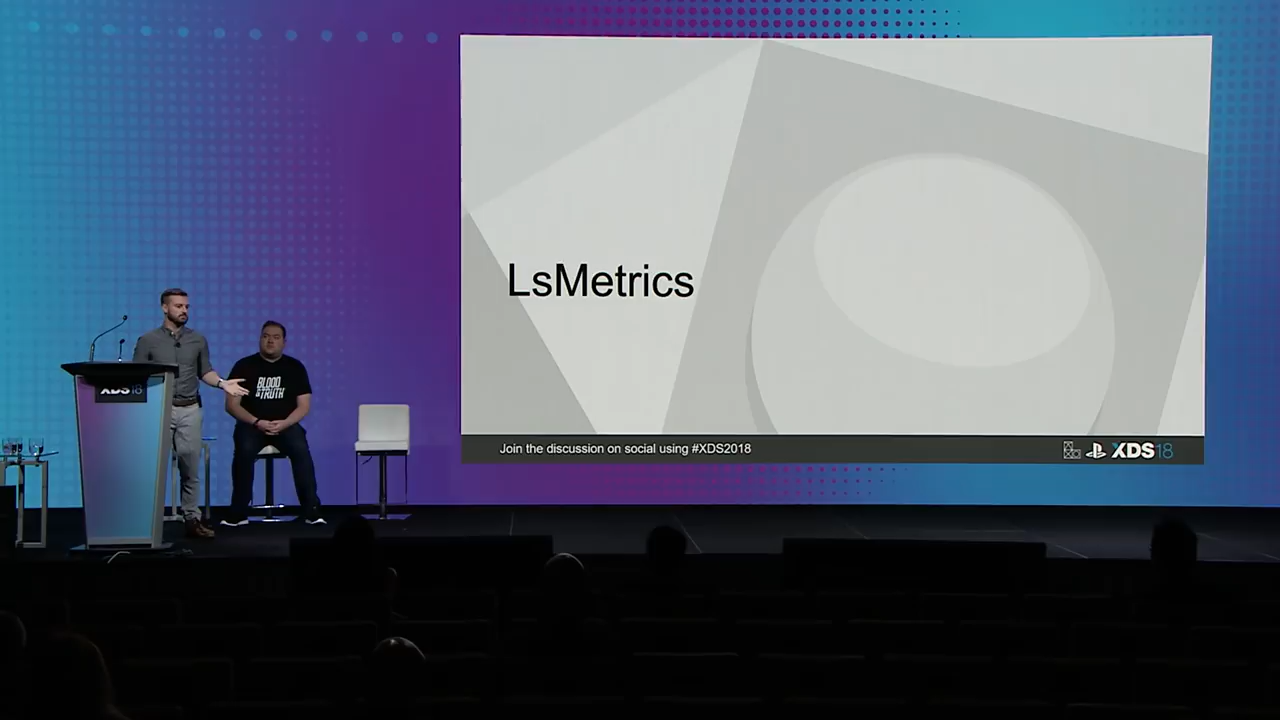 LsMetrics
Join the discussion on social using #XDS2018
XDS18
XDS18
BLOOD
& TRUTH